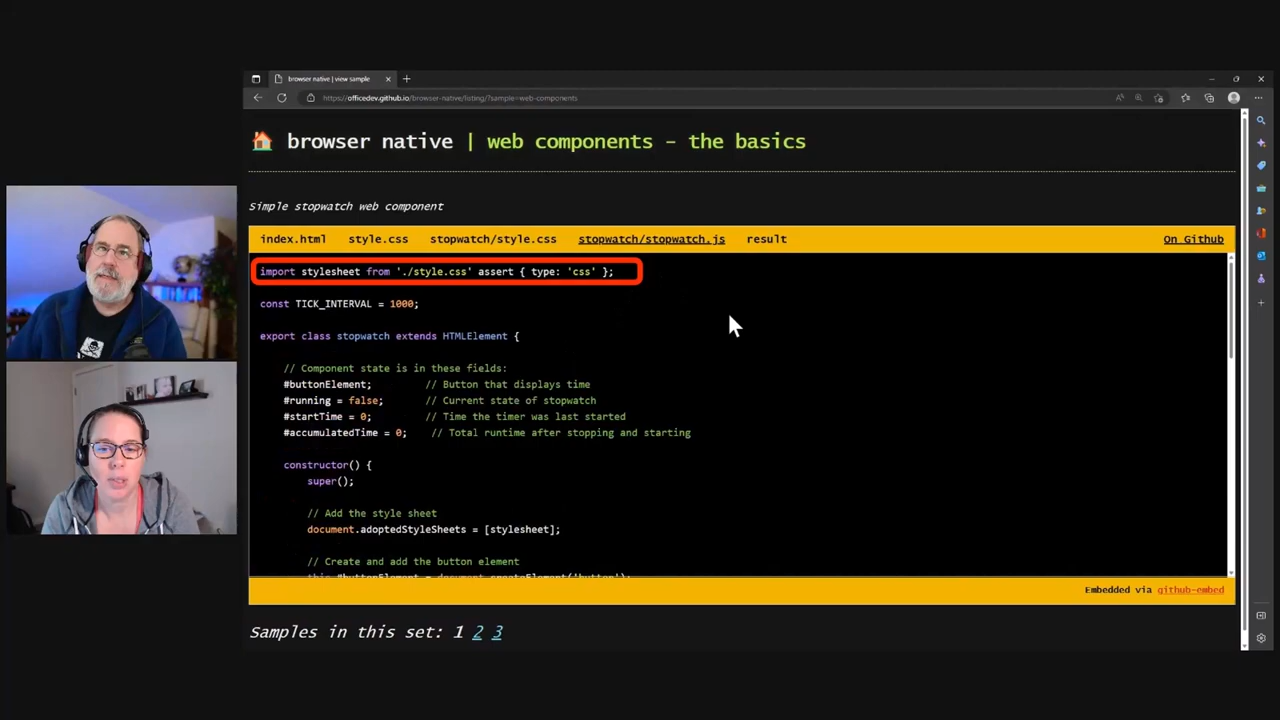 browser native | view sample
https://officedev.github.io/browser-native/listing/?sample=web-components
browser native | web components - the basics
Simple stopwatch web component
index.html style.css stopwatch/style.css stopwatch/stopwatch.js result On Github
import stylesheet from './style.css' assert { type: 'css' };
const TICK_INTERVAL = 1000;
export class stopwatch extends HTMLElement {
// Component state is in these fields:
#buttonElement; // Button that displays time
#running = false; // Current state of stopwatch
#startTime = 0; // Time the timer was last started
#accumulatedTime = 0; // Total runtime after stopping and starting
constructor() {
super();
// Add the style sheet
document.adoptedStyleSheets = [stylesheet];
// Create and add the button element
this.#buttonElement = document.createElement('button');
Embedded via github-embed
Samples in this set: 1 2 3